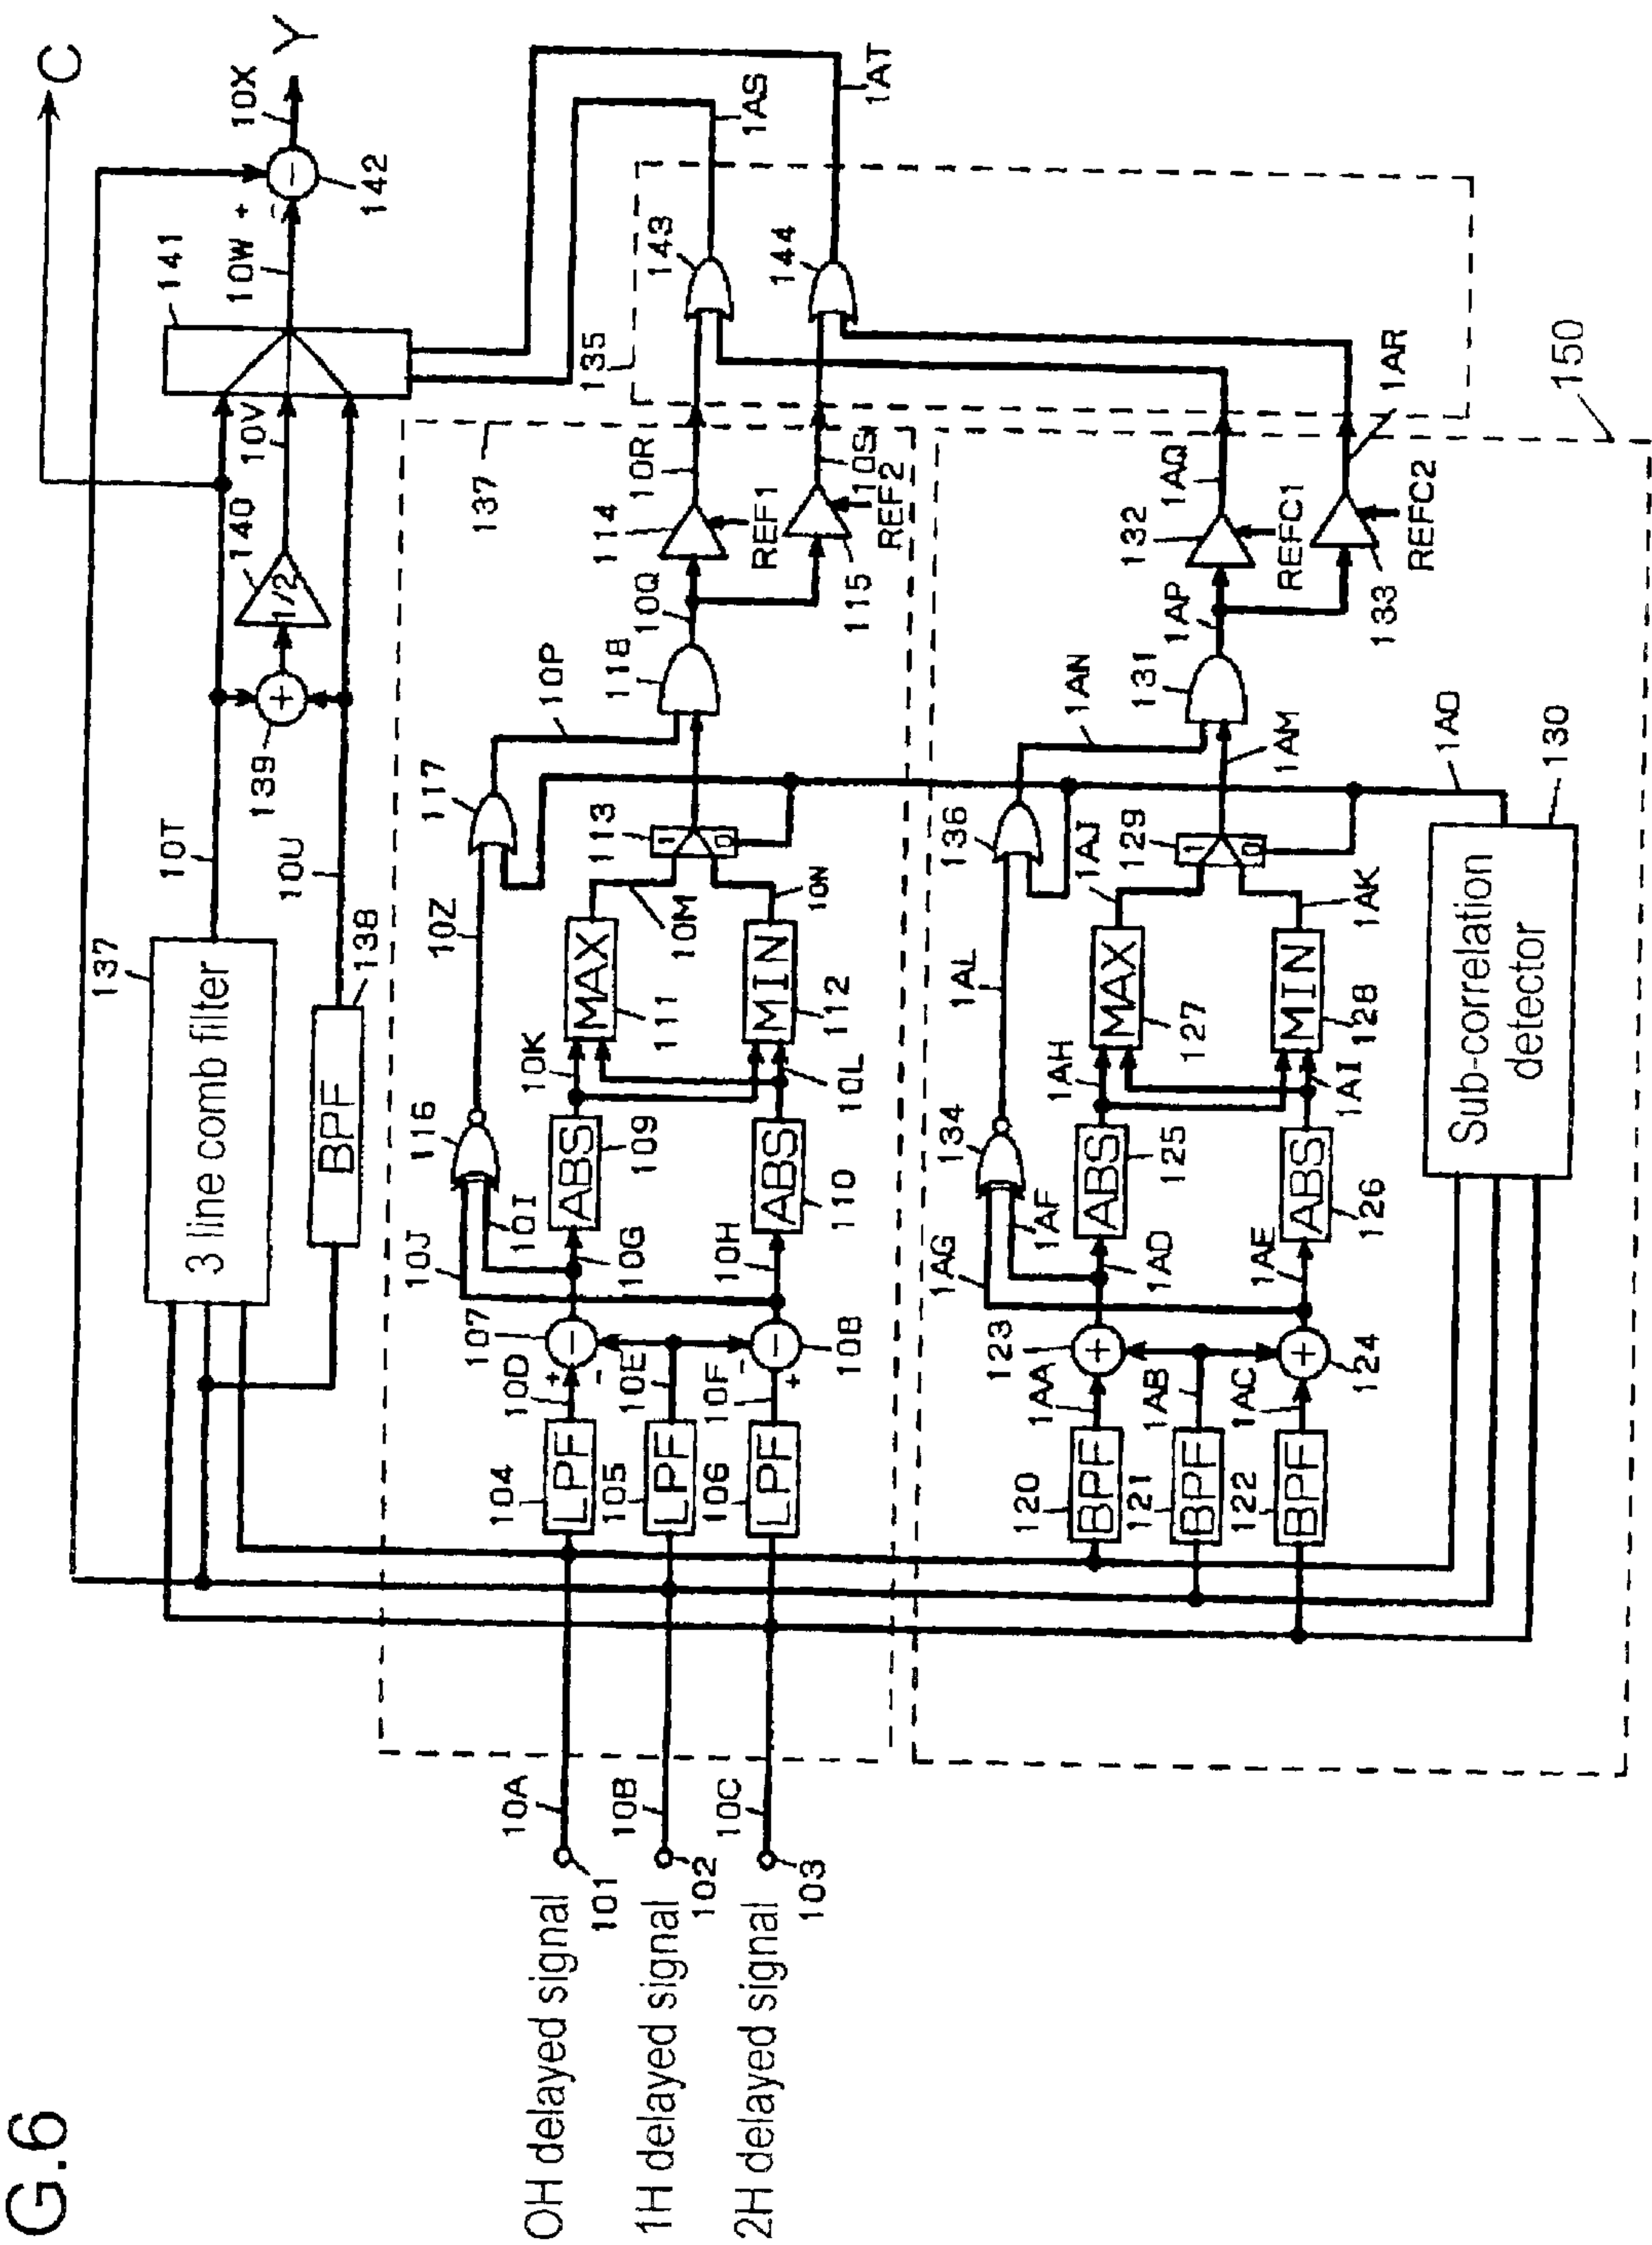 G.6
C
Y
10X
142
10W
+
-
-
141
10V
140
1/2
139
+
10T
10U
137
3 line comb filter
138
BPF
1AS
1AT
135
143
144
137
10R
114
REF1
10S
REF2
115
10Q
118
10P
117
113
1
0
10Z
10M
10N
MAX
111
MIN
112
10K
10L
116
ABS
109
ABS
110
10J
10I
10G
10H
107
-
108
-
10D
+
-
10E
10F
-
+
104
LPF
105
LPF
106
LPF
10A
10B
10C
101
102
103
0H delayed signal
1H delayed signal
2H delayed signal
150
1AR
1AQ
132
REFC1
REFC2
133
1AP
131
1AN
1AM
136
129
1
0
1AJ
1AK
1AO
130
Sub-correlation
detector
1AL
MAX
127
MIN
128
1AH
1AI
134
ABS
125
ABS
126
1AG
1AF
1AD
1AE
123
+
124
+
1AA
1AB
1AC
120
BPF
121
BPF
122
BPF